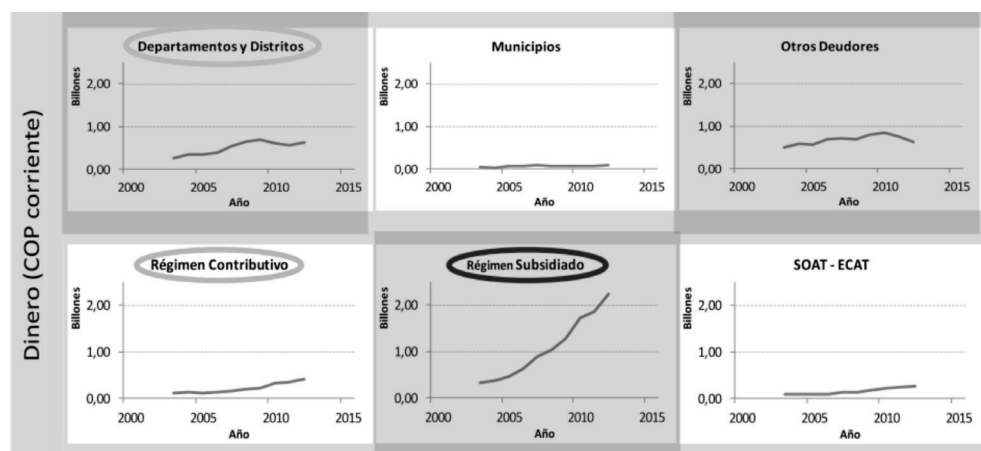 Dinero (COP corriente)
Departamentos y Distritos
Billones
2,00
1,00
0,00
2000 2005 2010 2015
Año
Municipios
Billones
2,00
1,00
0,00
2000 2005 2010 2015
Año
Otros Deudores
Billones
2,00
1,00
0,00
2000 2005 2010 2015
Año
Régimen Contributivo
Billones
2,00
1,00
0,00
2000 2005 2010 2015
Año
Régimen Subsidiado
Billones
2,00
1,00
0,00
2000 2005 2010 2015
Año
SOAT - ECAT
Billones
2,00
1,00
0,00
2000 2005 2010 2015
Año